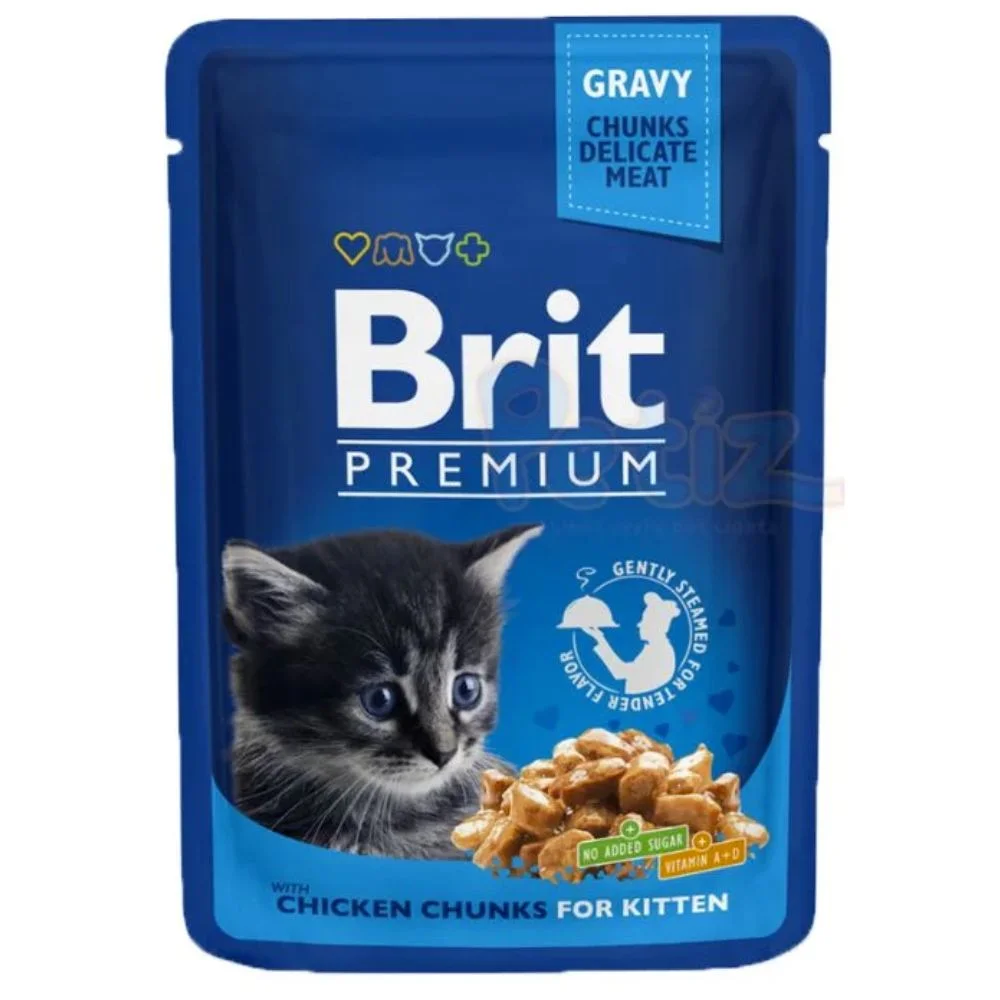 GRAVY
CHUNKS
DELICATE
MEAT
Brit
PREMIUM
Petiz
GENTLY STEAMED FOR TENDER FLAVOR
NO ADDED SUGAR
VITAMIN A+D
WITH
CHICKEN CHUNKS FOR KITTEN